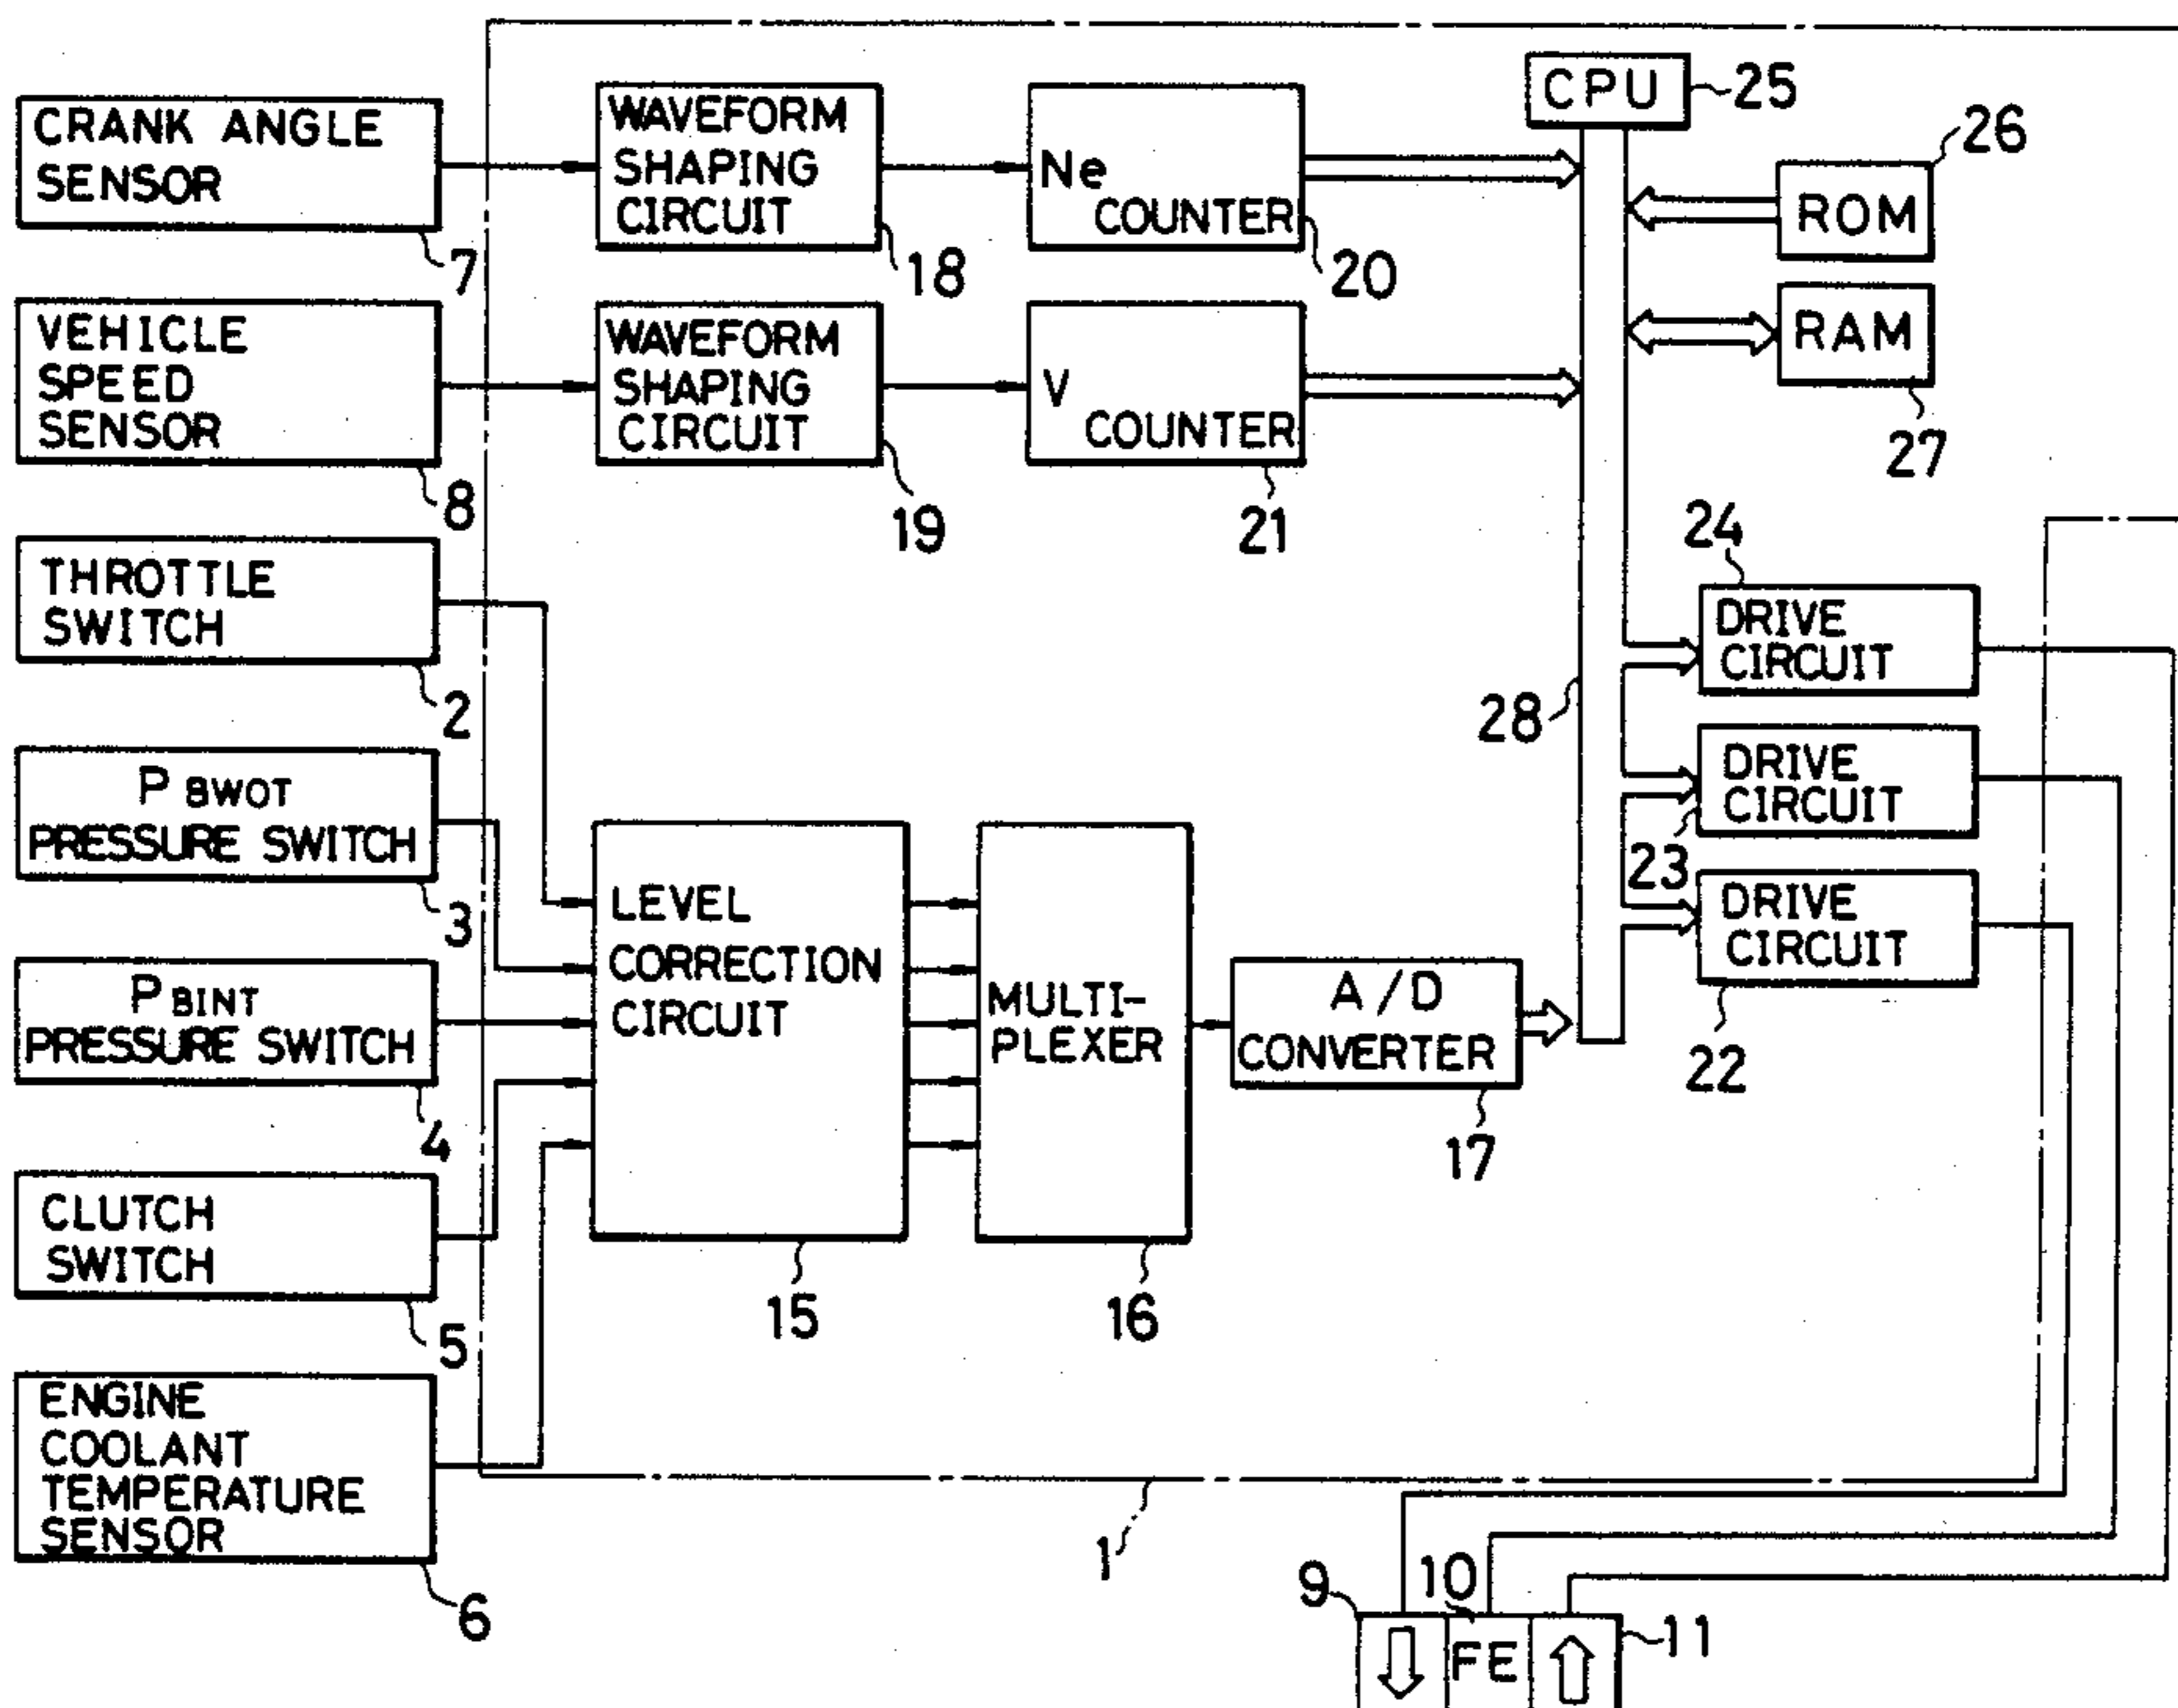 CPU
25
CRANK ANGLE
SENSOR
7
WAVEFORM
SHAPING
CIRCUIT
18
Ne
COUNTER
20
26
ROM
VEHICLE
SPEED
SENSOR
8
WAVEFORM
SHAPING
CIRCUIT
19
V
COUNTER
21
RAM
27
THROTTLE
SWITCH
2
24
DRIVE
CIRCUIT
28
PBWOT
PRESSURE SWITCH
3
DRIVE
CIRCUIT
23
PBINT
PRESSURE SWITCH
4
LEVEL
CORRECTION
CIRCUIT
15
MULTI-
PLEXER
16
A/D
CONVERTER
17
DRIVE
CIRCUIT
22
CLUTCH
SWITCH
5
ENGINE
COOLANT
TEMPERATURE
SENSOR
6
1
9
10
FE
11